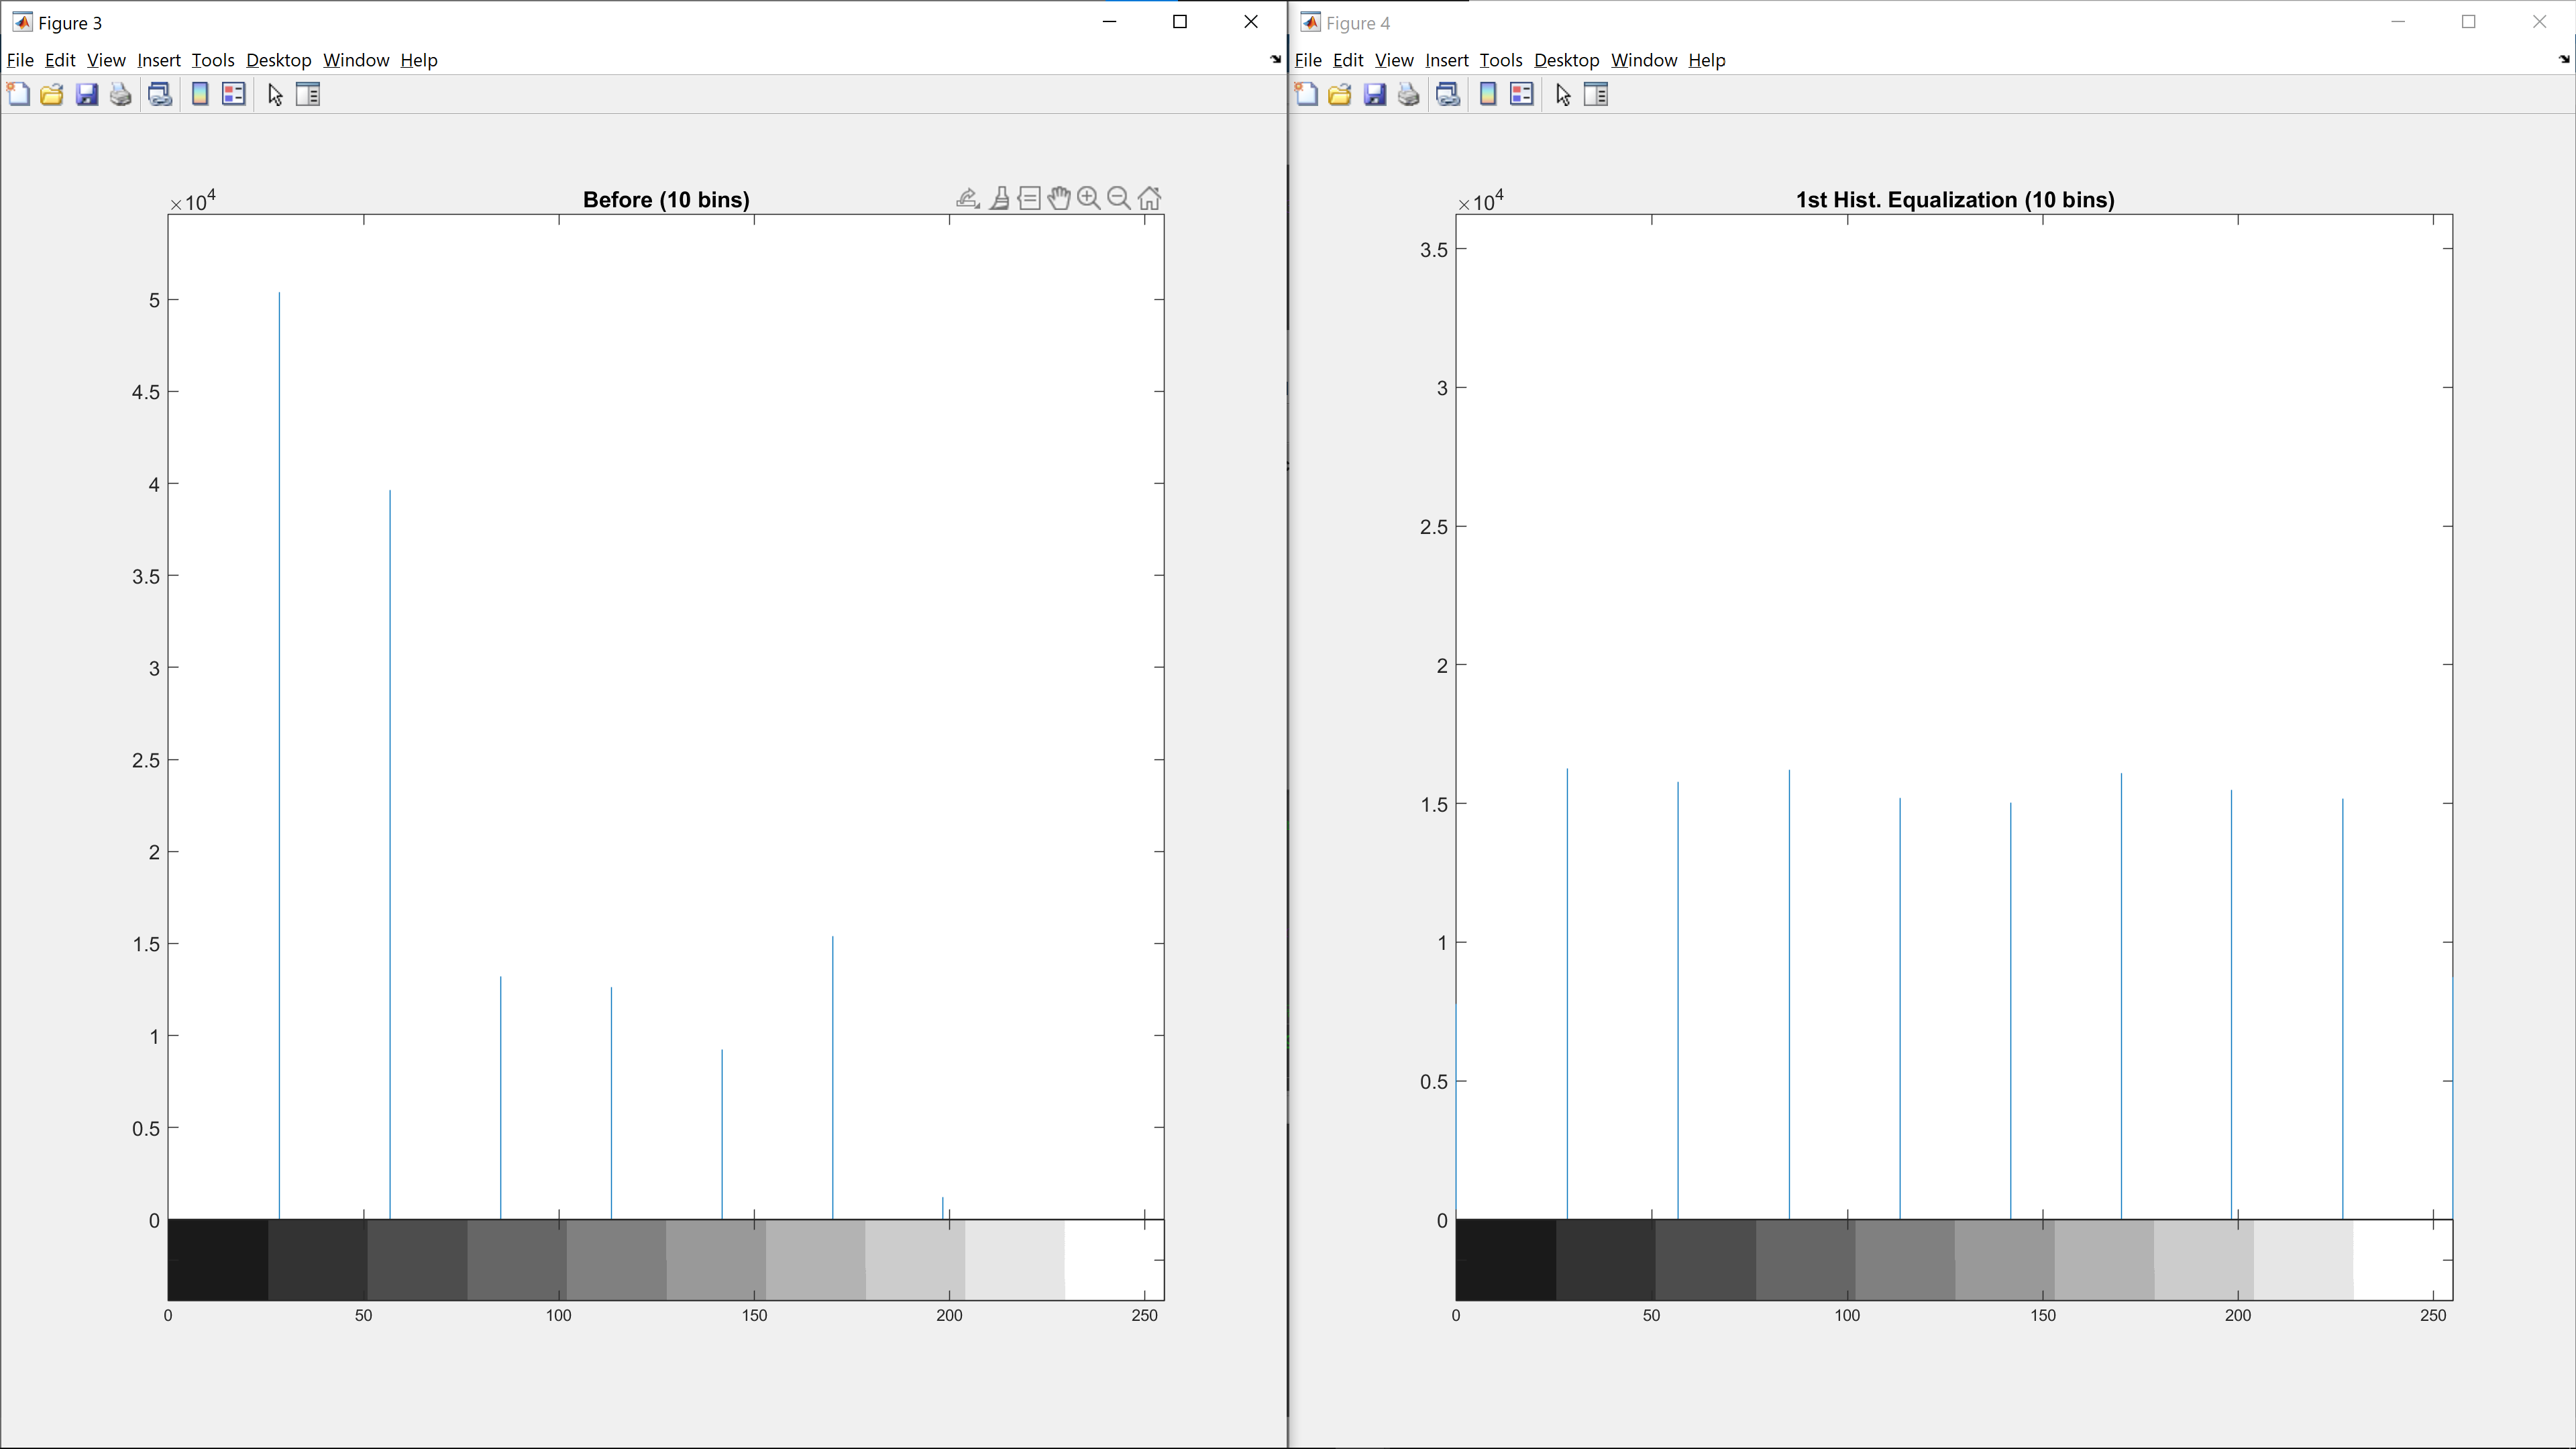 Figure 3
File Edit View Insert Tools Desktop Window Help
Before (10 bins)
×10^4
5
4.5
4
3.5
3
2.5
2
1.5
1
0.5
0
0 50 100 150 200 250
Figure 4
File Edit View Insert Tools Desktop Window Help
1st Hist. Equalization (10 bins)
×10^4
3.5
3
2.5
2
1.5
1
0.5
0
0 50 100 150 200 250